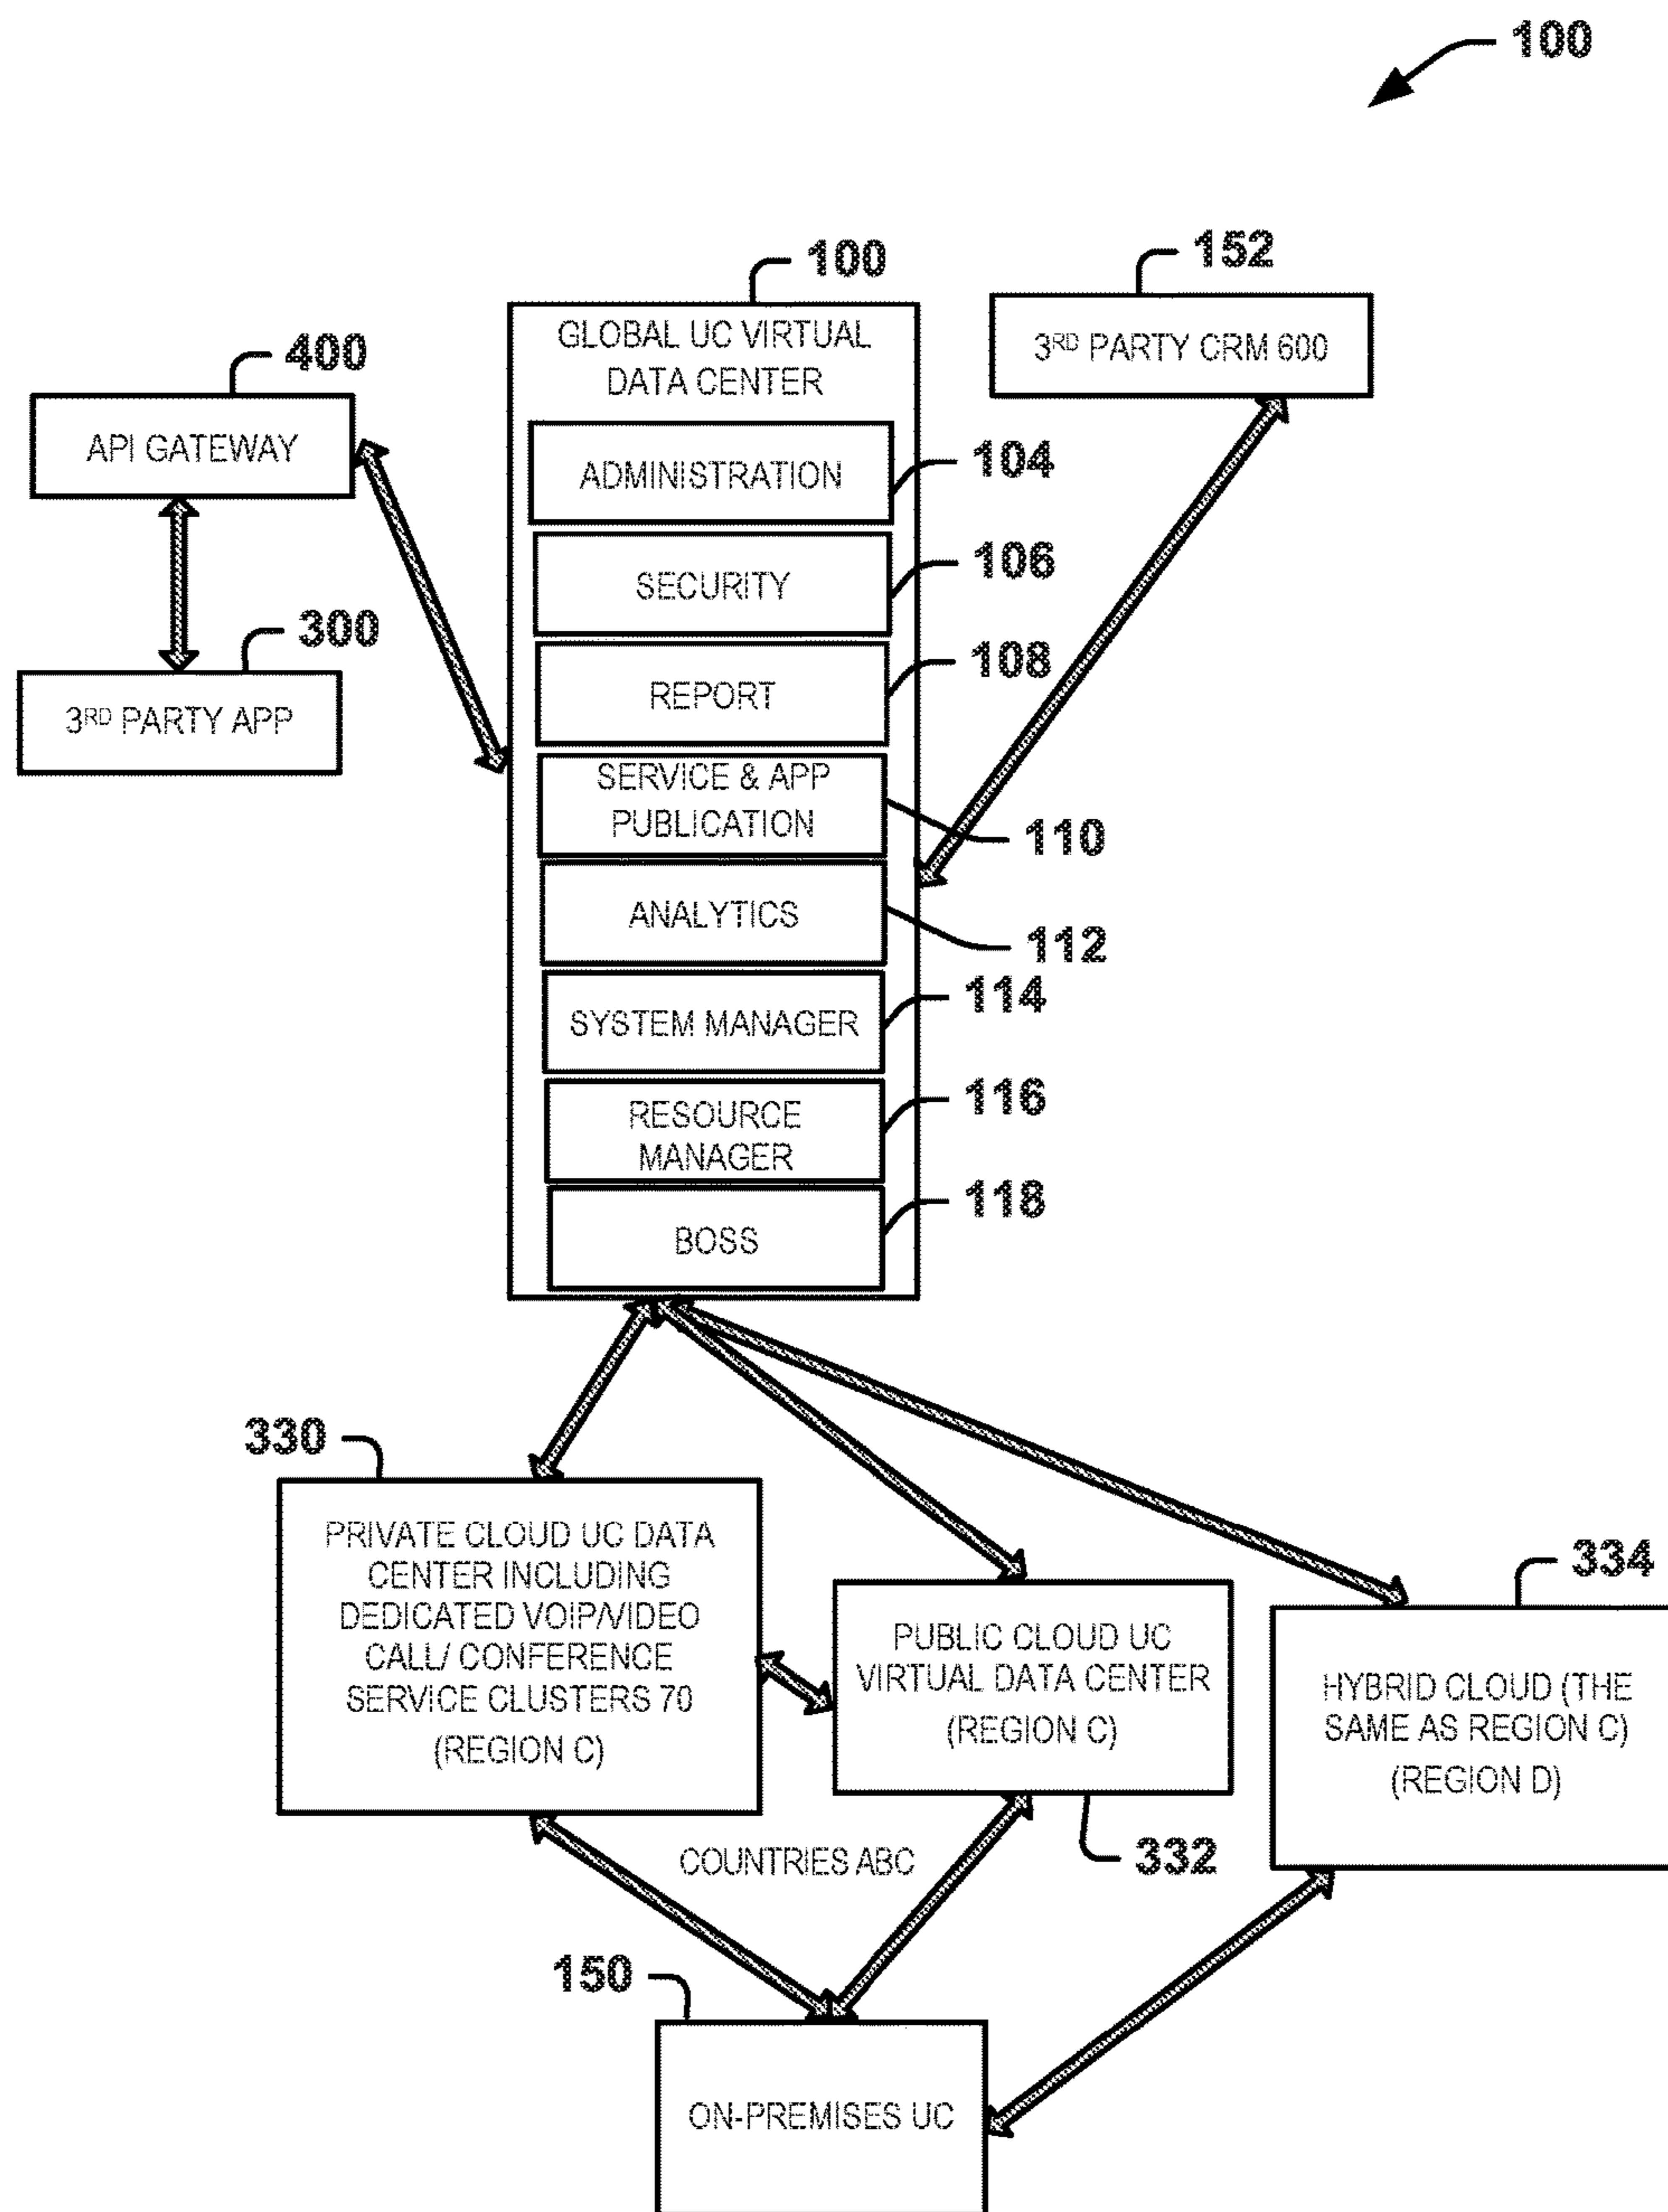 100
100
152
GLOBAL UC VIRTUAL
DATA CENTER
3RD PARTY CRM 600
400
API GATEWAY
ADMINISTRATION
104
SECURITY
106
300
3RD PARTY APP
REPORT
108
SERVICE & APP
PUBLICATION
110
ANALYTICS
112
SYSTEM MANAGER
114
RESOURCE
MANAGER
116
BOSS
118
330
PRIVATE CLOUD UC DATA
CENTER INCLUDING
DEDICATED VOIP/VIDEO
CALL/ CONFERENCE
SERVICE CLUSTERS 70
(REGION C)
PUBLIC CLOUD UC
VIRTUAL DATA CENTER
(REGION C)
332
334
HYBRID CLOUD (THE
SAME AS REGION C)
(REGION D)
COUNTRIES ABC
150
ON-PREMISES UC